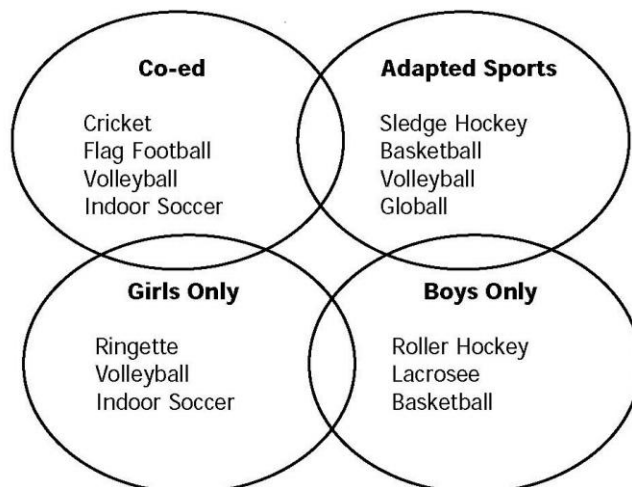 Co-ed
Cricket
Flag Football
Volleyball
Indoor Soccer
Adapted Sports
Sledge Hockey
Basketball
Volleyball
Globall
Girls Only
Ringette
Volleyball
Indoor Soccer
Boys Only
Roller Hockey
Lacrosee
Basketball